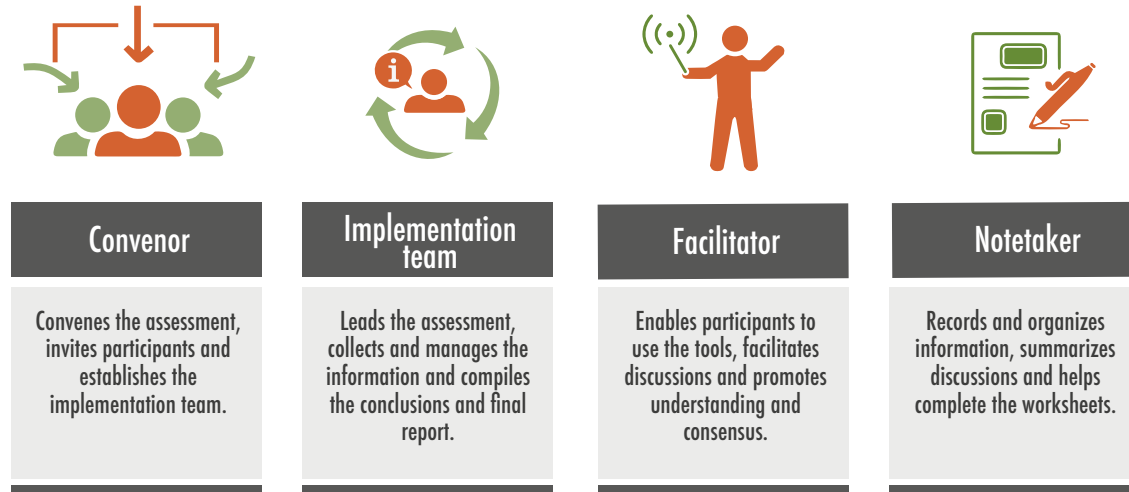 Convenor
Convenes the assessment,
invites participants and
establishes the
implementation team.
Implementation
team
Leads the assessment,
collects and manages the
information and compiles
the conclusions and final
report.
Facilitator
Enables participants to
use the tools, facilitates
discussions and promotes
understanding and
consensus.
Notetaker
Records and organizes
information, summarizes
discussions and helps
complete the worksheets.